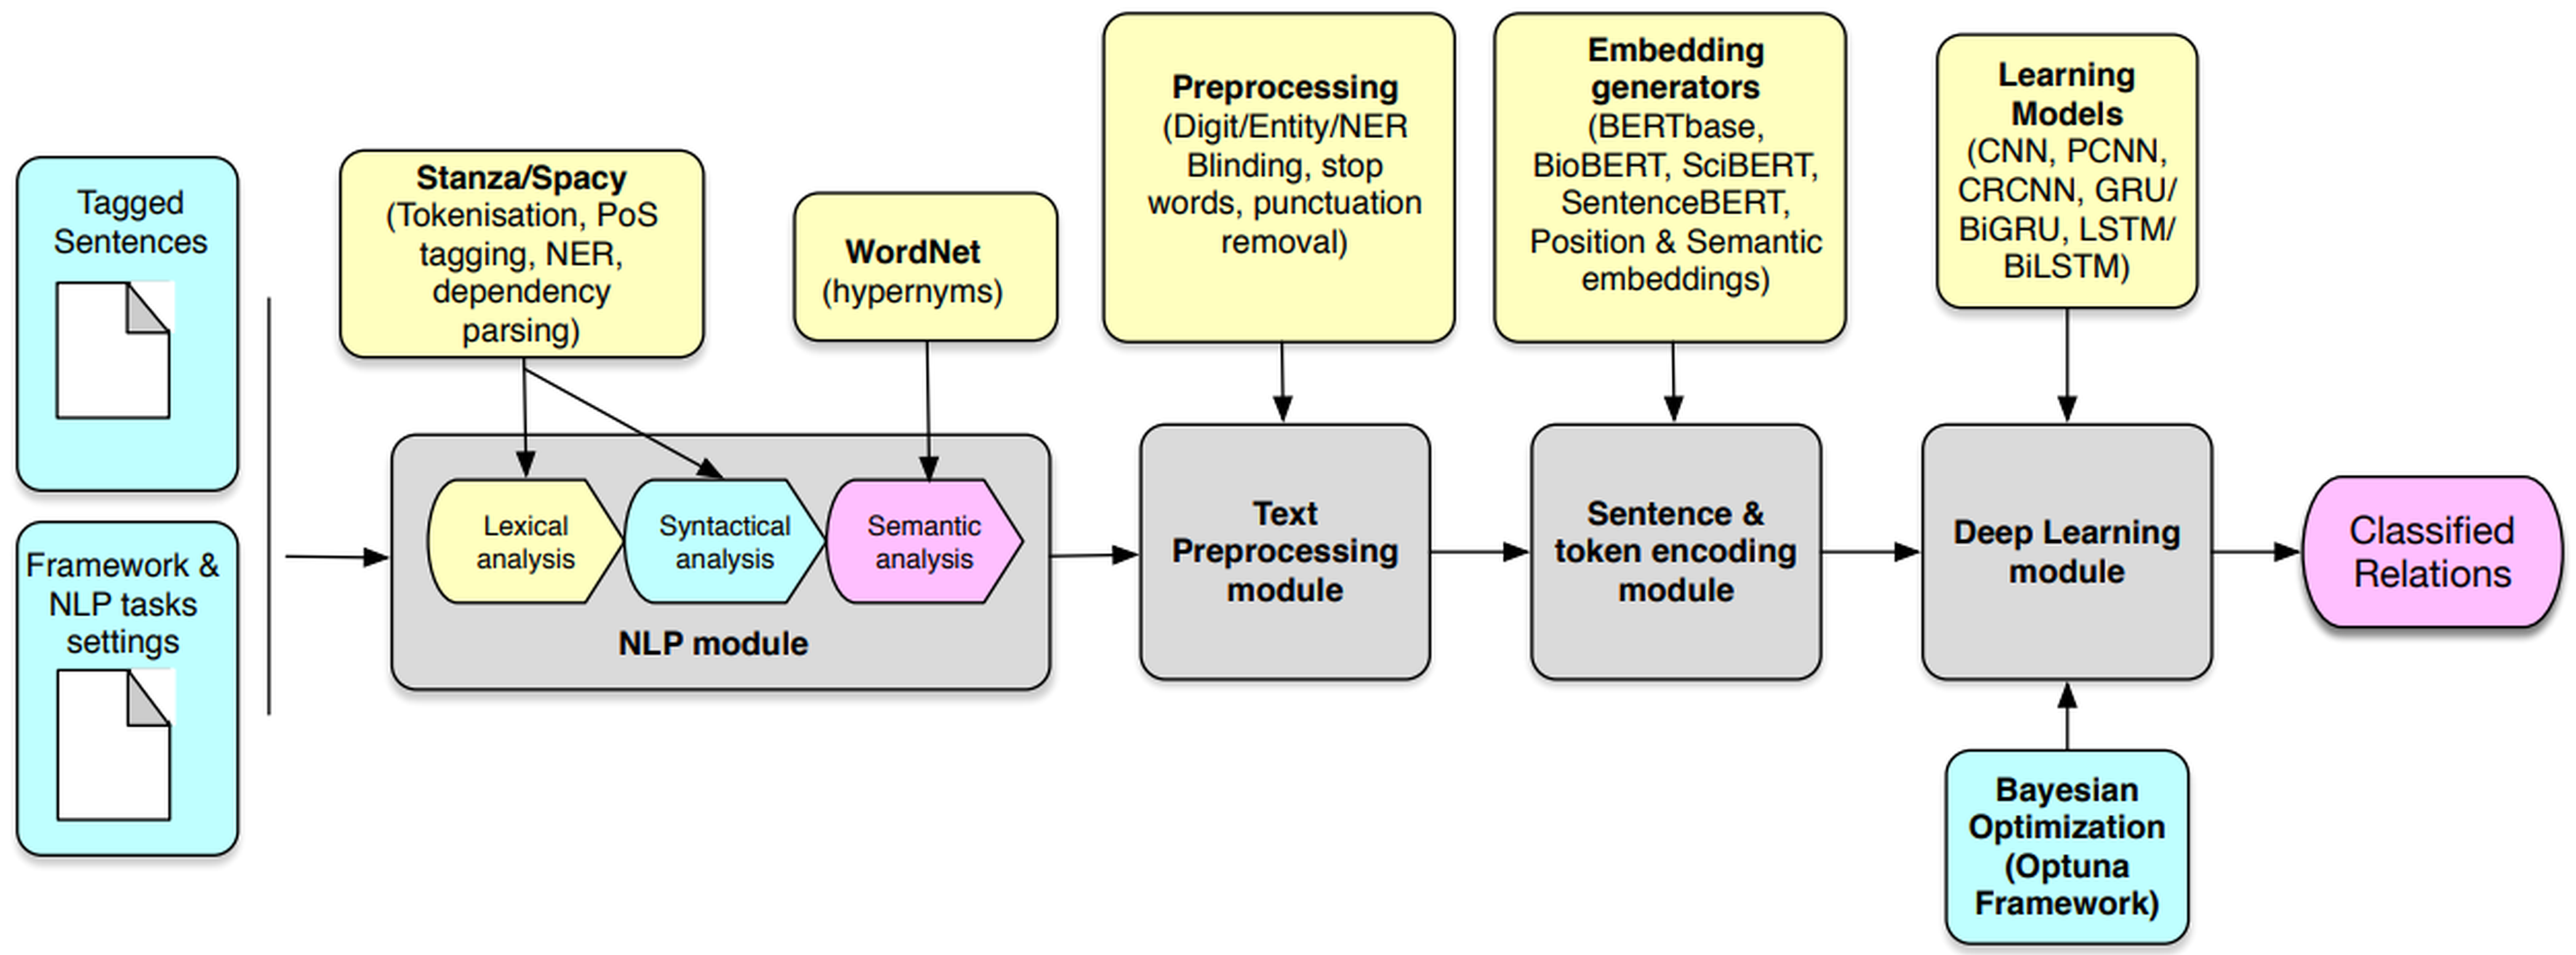 Tagged
Sentences
Framework &
NLP tasks
settings
Stanza/Spacy
(Tokenisation, PoS
tagging, NER,
dependency
parsing)
WordNet
(hypernyms)
Lexical
analysis
Syntactical
analysis
Semantic
analysis
NLP module
Preprocessing
(Digit/Entity/NER
Blinding, stop
words, punctuation
removal)
Text
Preprocessing
module
Embedding
generators
(BERTbase,
BioBERT, SciBERT,
SentenceBERT,
Position & Semantic
embeddings)
Sentence &
token encoding
module
Learning
Models
(CNN, PCNN,
CRCNN, GRU/
BiGRU, LSTM/
BiLSTM)
Deep Learning
module
Bayesian
Optimization
(Optuna
Framework)
Classified
Relations